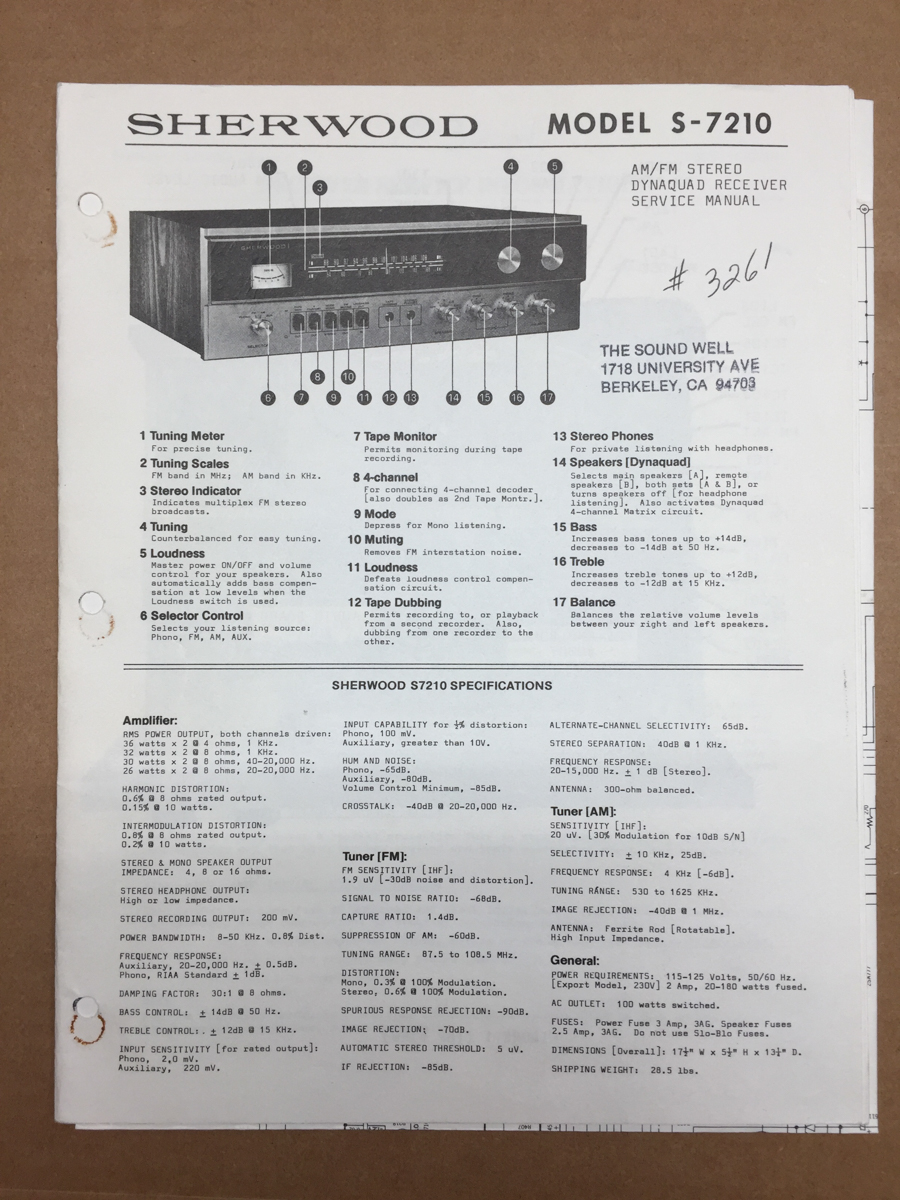 SHERWOOD
MODEL S-7210
AM/FM STEREO
DYNAQUAD RECEIVER
SERVICE MANUAL
# 3261
THE SOUND WELL
1718 UNIVERSITY AVE
BERKELEY, CA 94703
1
2
3
4
5
SHERWOOD
6
7
8
9
10
11
12
13
14
15
16
17
1 Tuning Meter
For precise tuning.
2 Tuning Scales
FM band in MHz; AM band in KHz.
3 Stereo Indicator
Indicates multiplex FM stereo
broadcasts.
4 Tuning
Counterbalanced for easy tuning.
5 Loudness
Master power ON/OFF and volume
control for your speakers. Also
automatically adds bass compen-
sation at low levels when the
Loudness switch is used.
6 Selector Control
Selects your listening source:
Phono, FM, AM, AUX.
7 Tape Monitor
Permits monitoring during tape
recording.
8 4-channel
For connecting 4-channel decoder
[also doubles as 2nd Tape Montr.].
9 Mode
Depress for Mono listening.
10 Muting
Removes FM interstation noise.
11 Loudness
Defeats loudness control compen-
sation circuit.
12 Tape Dubbing
Permits recording to, or playback
from a second recorder. Also,
dubbing from one recorder to the
other.
13 Stereo Phones
For private listening with headphones.
14 Speakers [Dynaquad]
Selects main speakers [A], remote
speakers [B], both sets [A & B], or
turns speakers off [for headphone
listening]. Also activates Dynaquad
4-channel Matrix circuit.
15 Bass
Increases bass tones up to +14dB,
decreases to -14dB at 50 Hz.
16 Treble
Increases treble tones up to +12dB,
decreases to -12dB at 15 KHz.
17 Balance
Balances the relative volume levels
between your right and left speakers.
SHERWOOD S7210 SPECIFICATIONS
Amplifier:
RMS POWER OUTPUT, both channels driven:
36 watts x 2 @ 4 ohms, 1 KHz.
32 watts x 2 @ 8 ohms, 1 KHz.
30 watts x 2 @ 8 ohms, 40-20,000 Hz.
26 watts x 2 @ 8 ohms, 20-20,000 Hz.
HARMONIC DISTORTION:
0.6% @ 8 ohms rated output.
0.15% @ 10 watts.
INTERMODULATION DISTORTION:
0.8% @ 8 ohms rated output.
0.2% @ 10 watts.
STEREO & MONO SPEAKER OUTPUT
IMPEDANCE: 4, 8 or 16 ohms.
STEREO HEADPHONE OUTPUT:
High or low impedance.
STEREO RECORDING OUTPUT: 200 mV.
POWER BANDWIDTH: 8-50 KHz. 0.8% Dist.
FREQUENCY RESPONSE:
Auxiliary, 20-20,000 Hz. ± 0.5dB.
Phono, RIAA Standard ± 1dB.
DAMPING FACTOR: 30:1 @ 8 ohms.
BASS CONTROL: ± 14dB @ 50 Hz.
TREBLE CONTROL: ± 12dB @ 15 KHz.
INPUT SENSITIVITY [for rated output]:
Phono, 2.0 mV.
Auxiliary, 220 mV.
INPUT CAPABILITY for ½% distortion:
Phono, 100 mV.
Auxiliary, greater than 10V.
HUM AND NOISE:
Phono, -65dB.
Auxiliary, -80dB.
Volume Control Minimum, -85dB.
CROSSTALK: -40dB @ 20-20,000 Hz.
Tuner [FM]:
FM SENSITIVITY [IHF]:
1.9 uV [-30dB noise and distortion].
SIGNAL TO NOISE RATIO: -68dB.
CAPTURE RATIO: 1.4dB.
SUPPRESSION OF AM: -60dB.
TUNING RANGE: 87.5 to 108.5 MHz.
DISTORTION:
Mono, 0.3% @ 100% Modulation.
Stereo, 0.6% @ 100% Modulation.
SPURIOUS RESPONSE REJECTION: -90dB.
IMAGE REJECTION: -70dB.
AUTOMATIC STEREO THRESHOLD: 5 uV.
IF REJECTION: -85dB.
ALTERNATE-CHANNEL SELECTIVITY: 65dB.
STEREO SEPARATION: 40dB @ 1 KHz.
FREQUENCY RESPONSE:
20-15,000 Hz. ± 1 dB [Stereo].
ANTENNA: 300-ohm balanced.
Tuner [AM]:
SENSITIVITY [IHF]:
20 uV. [30% Modulation for 10dB S/N]
SELECTIVITY: ± 10 KHz, 25dB.
FREQUENCY RESPONSE: 4 KHz [-6dB].
TUNING RANGE: 530 to 1625 KHz.
IMAGE REJECTION: -40dB @ 1 MHz.
ANTENNA: Ferrite Rod [Rotatable].
High Input Impedance.
General:
POWER REQUIREMENTS: 115-125 Volts, 50/60 Hz.
[Export Model, 230V] 2 Amp, 20-180 watts fused.
AC OUTLET: 100 watts switched.
FUSES: Power Fuse 3 Amp, 3AG. Speaker Fuses
2.5 Amp, 3AG. Do not use Slo-Blo Fuses.
DIMENSIONS [Overall]: 17½" W x 5½" H x 13½" D.
SHIPPING WEIGHT: 28.5 lbs.